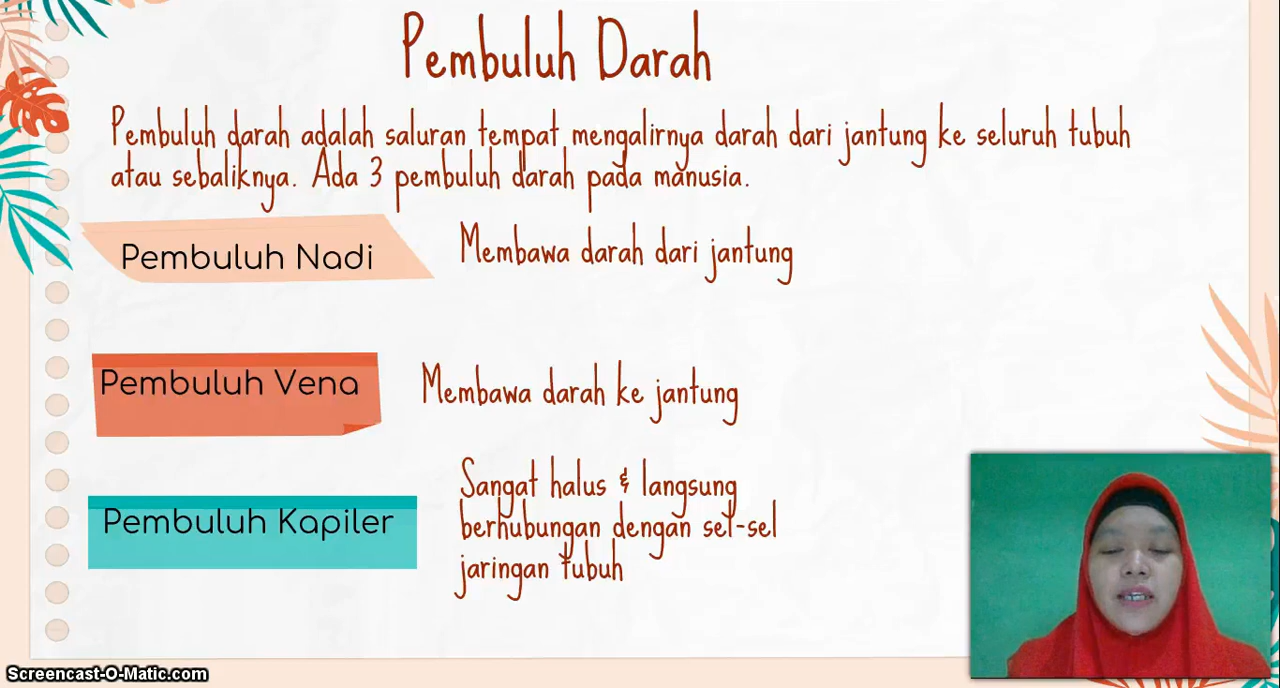 Pembuluh Darah
Pembuluh darah adalah saluran tempat mengalirnya darah dari jantung ke seluruh tubuh
atau sebaliknya. Ada 3 pembuluh darah pada manusia.
Pembuluh Nadi
Membawa darah dari jantung
Pembuluh Vena
Membawa darah ke jantung
Pembuluh Kapiler
Sangat halus & langsung
berhubungan dengan sel-sel
jaringan tubuh
Screencast-O-Matic.com